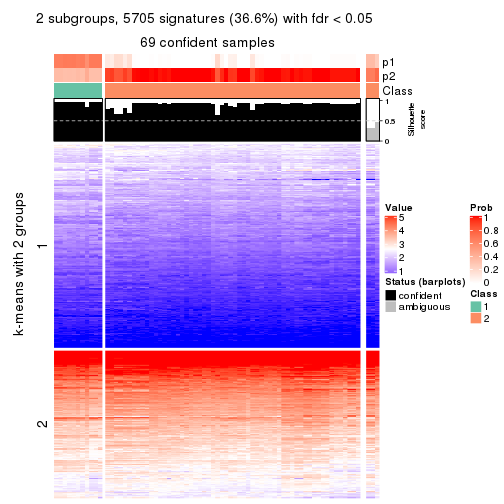 2 subgroups, 5705 signatures (36.6%) with fdr < 0.05
69 confident samples
p1
p2
Class
1
0.5
0
Silhouette
score
k-means with 2 groups
1
2
Value
5
4
3
2
1
Status (barplots)
confident
ambiguous
Prob
1
0.8
0.6
0.4
0.2
0
Class
1
2